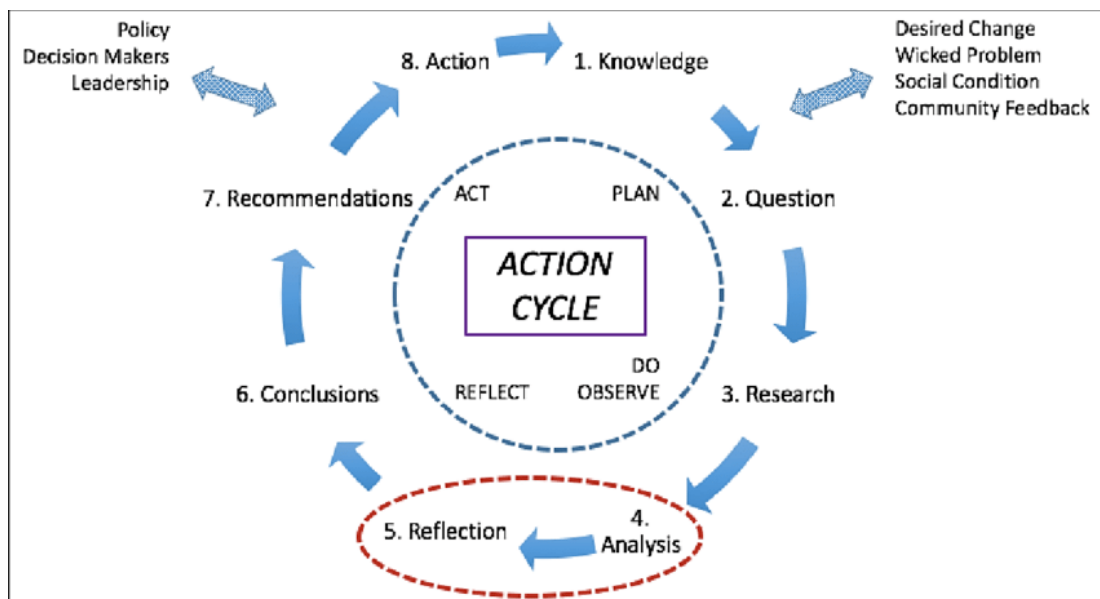 Policy
Decision Makers
Leadership
8. Action
1. Knowledge
Desired Change
Wicked Problem
Social Condition
Community Feedback
7. Recommendations
ACT
PLAN
2. Question
ACTION
CYCLE
6. Conclusions
REFLECT
DO
OBSERVE
3. Research
5. Reflection
4.
Analysis